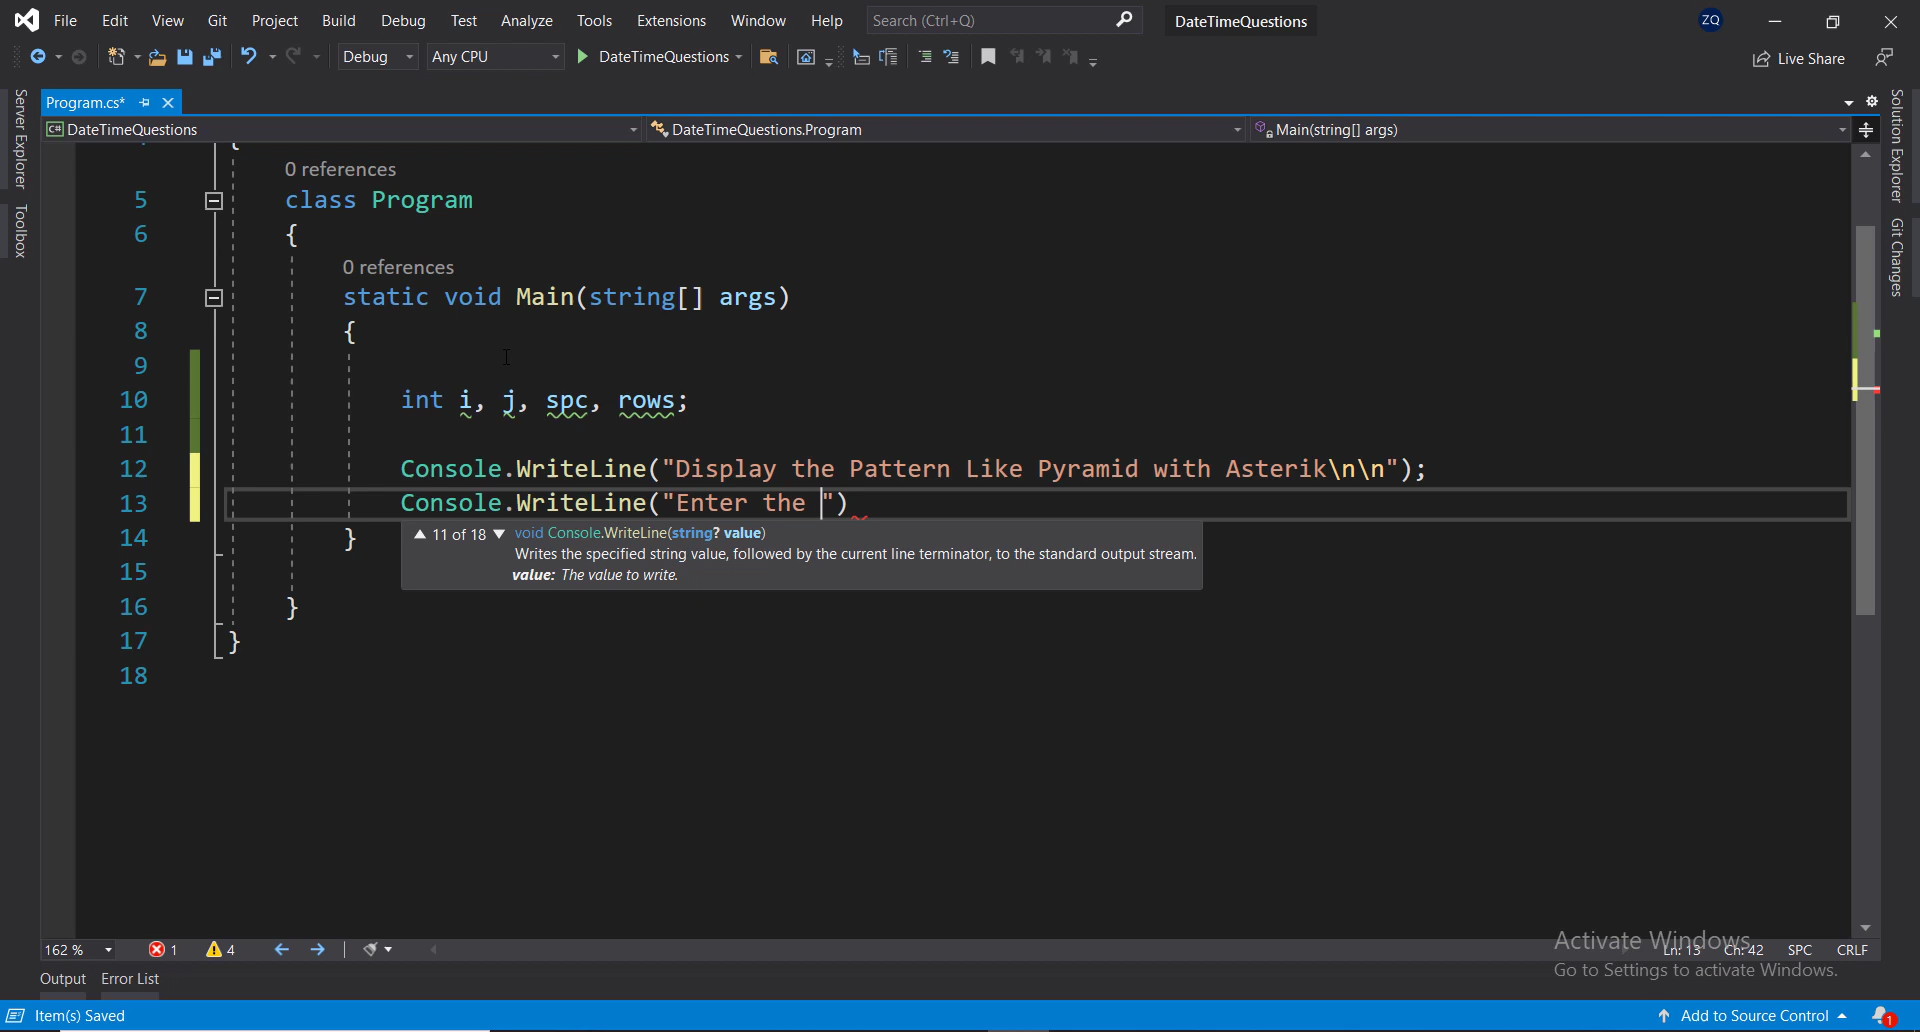 File Edit View Git Project Build Debug Test Analyze Tools Extensions Window Help Search (Ctrl+Q) DateTimeQuestions ZQ
Debug Any CPU DateTimeQuestions Live Share
Server Explorer
Toolbox
Program.cs*
C# DateTimeQuestions DateTimeQuestions.Program Main(string[] args)
{
0 references
5 class Program
6 {
0 references
7 static void Main(string[] args)
8 {
9
10 int i, j, spc, rows;
11
12 Console.WriteLine("Display the Pattern Like Pyramid with Asterik\n\n");
13 Console.WriteLine("Enter the ")
11 of 18 void Console.WriteLine(string? value)
Writes the specified string value, followed by the current line terminator, to the standard output stream.
value: The value to write.
14 }
15
16 }
17 }
18
Solution Explorer
Git Changes
Activate Windows
Go to Settings to activate Windows.
162 % 1 4 Ln: 13 Ch: 42 SPC CRLF
Output Error List
Item(s) Saved Add to Source Control 1